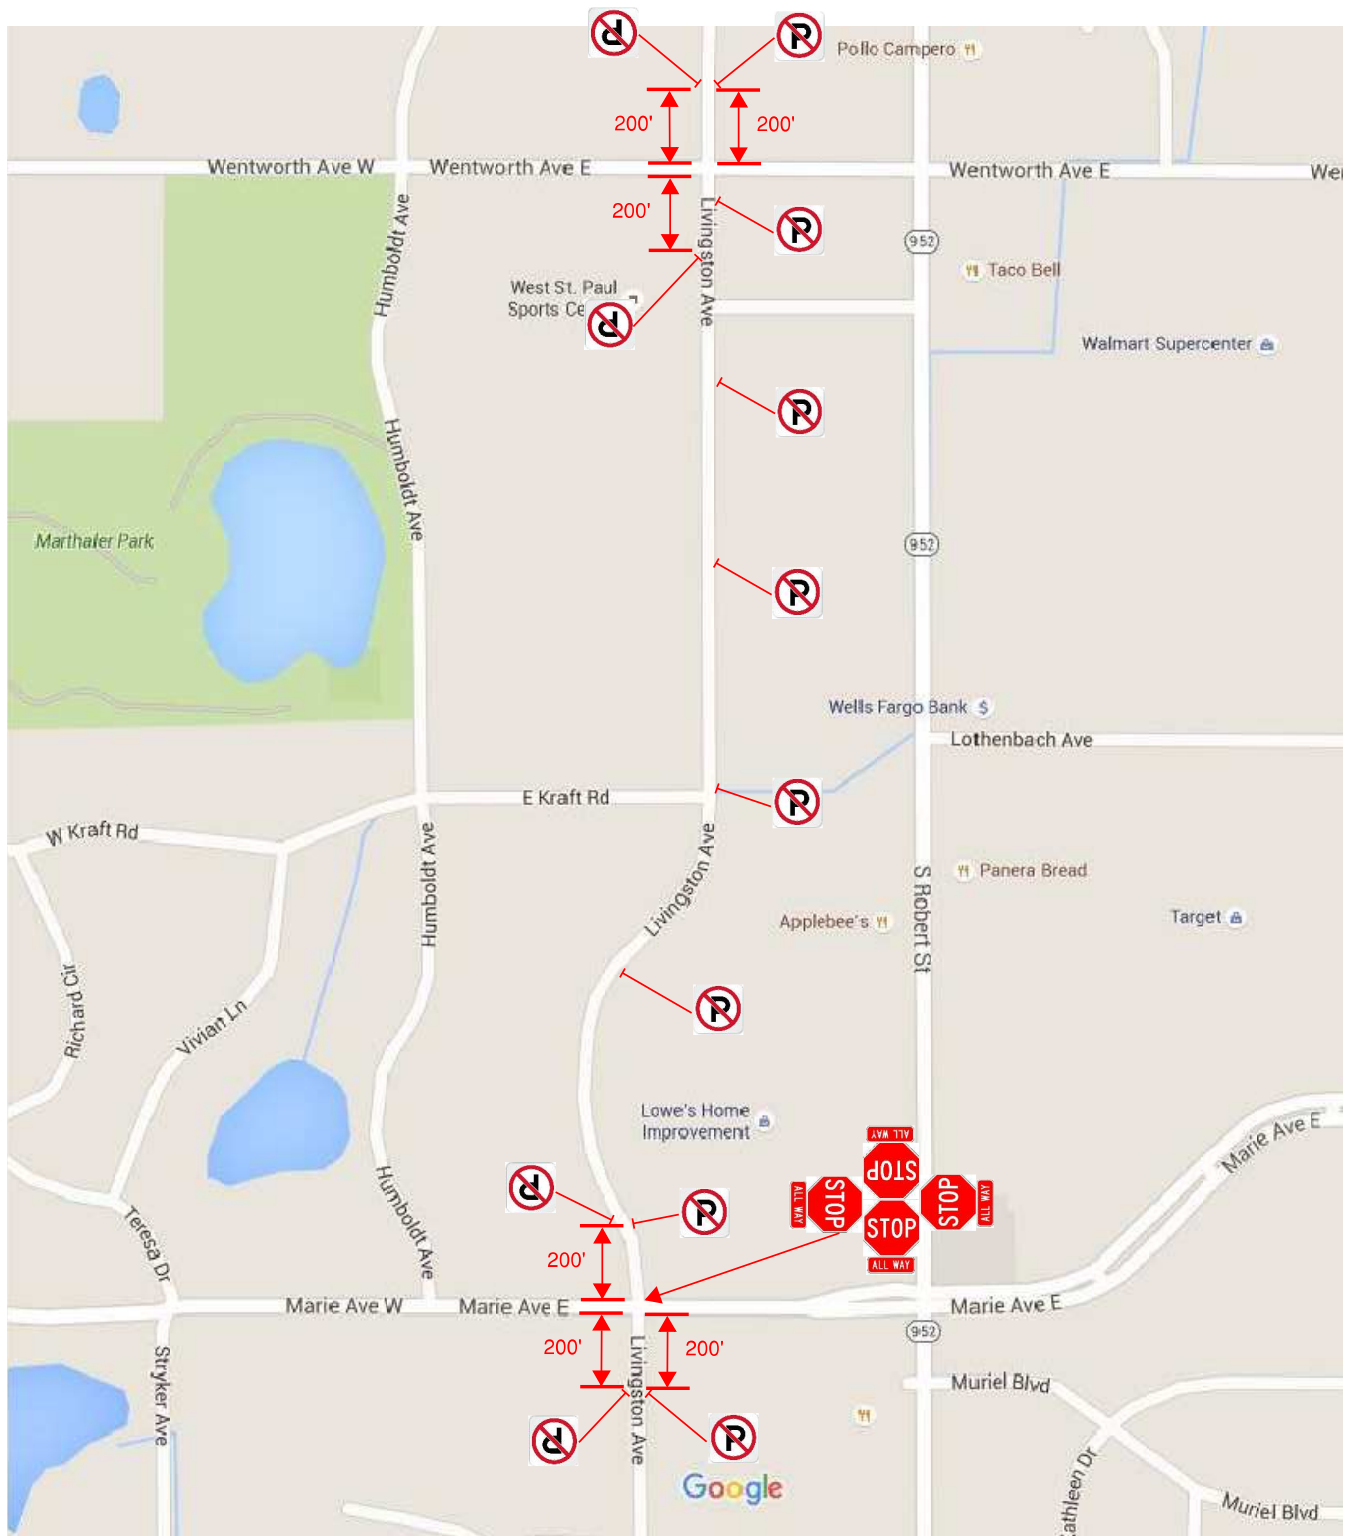 P
P
Pollo Campero
200'
200'
Wentworth Ave W
Wentworth Ave E
Wentworth Ave E
We
200'
Livingston Ave
P
Humboldt Ave
952
Taco Bell
West St. Paul
Sports Ce
P
Walmart Supercenter
P
Humboldt Ave
Marthaler Park
952
P
Wells Fargo Bank $
Lothenbach Ave
E Kraft Rd
P
W Kraft Rd
Humboldt Ave
Livingston Ave
S Robert St
Panera Bread
Applebee's
Target
Richard Cir
Vivian Ln
P
Lowe's Home
Improvement
ALL WAY
STOP
ALL WAY
STOP
STOP
ALL WAY
STOP
ALL WAY
Marie Ave E
P
P
Humboldt Ave
Teresa Dr
200'
Marie Ave W
Marie Ave E
Marie Ave E
952
200'
200'
Livingston Ave
Stryker Ave
Muriel Blvd
P
P
Google
Kathleen Dr
Muriel Blvd